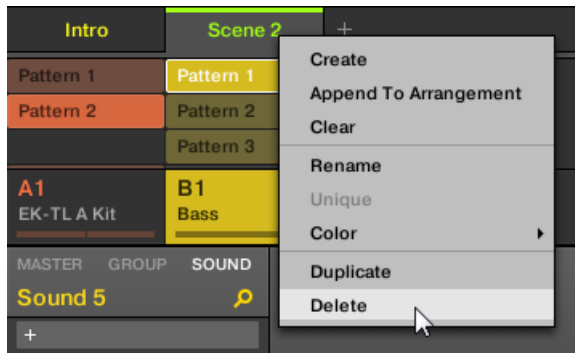 Intro
Scene 2
+
Pattern 1
Pattern 1
Pattern 2
Pattern 2
Pattern 3
A1
EK-TL A Kit
B1
Bass
MASTER GROUP SOUND
Sound 5
+
Create
Append To Arrangement
Clear
Rename
Unique
Color
Duplicate
Delete